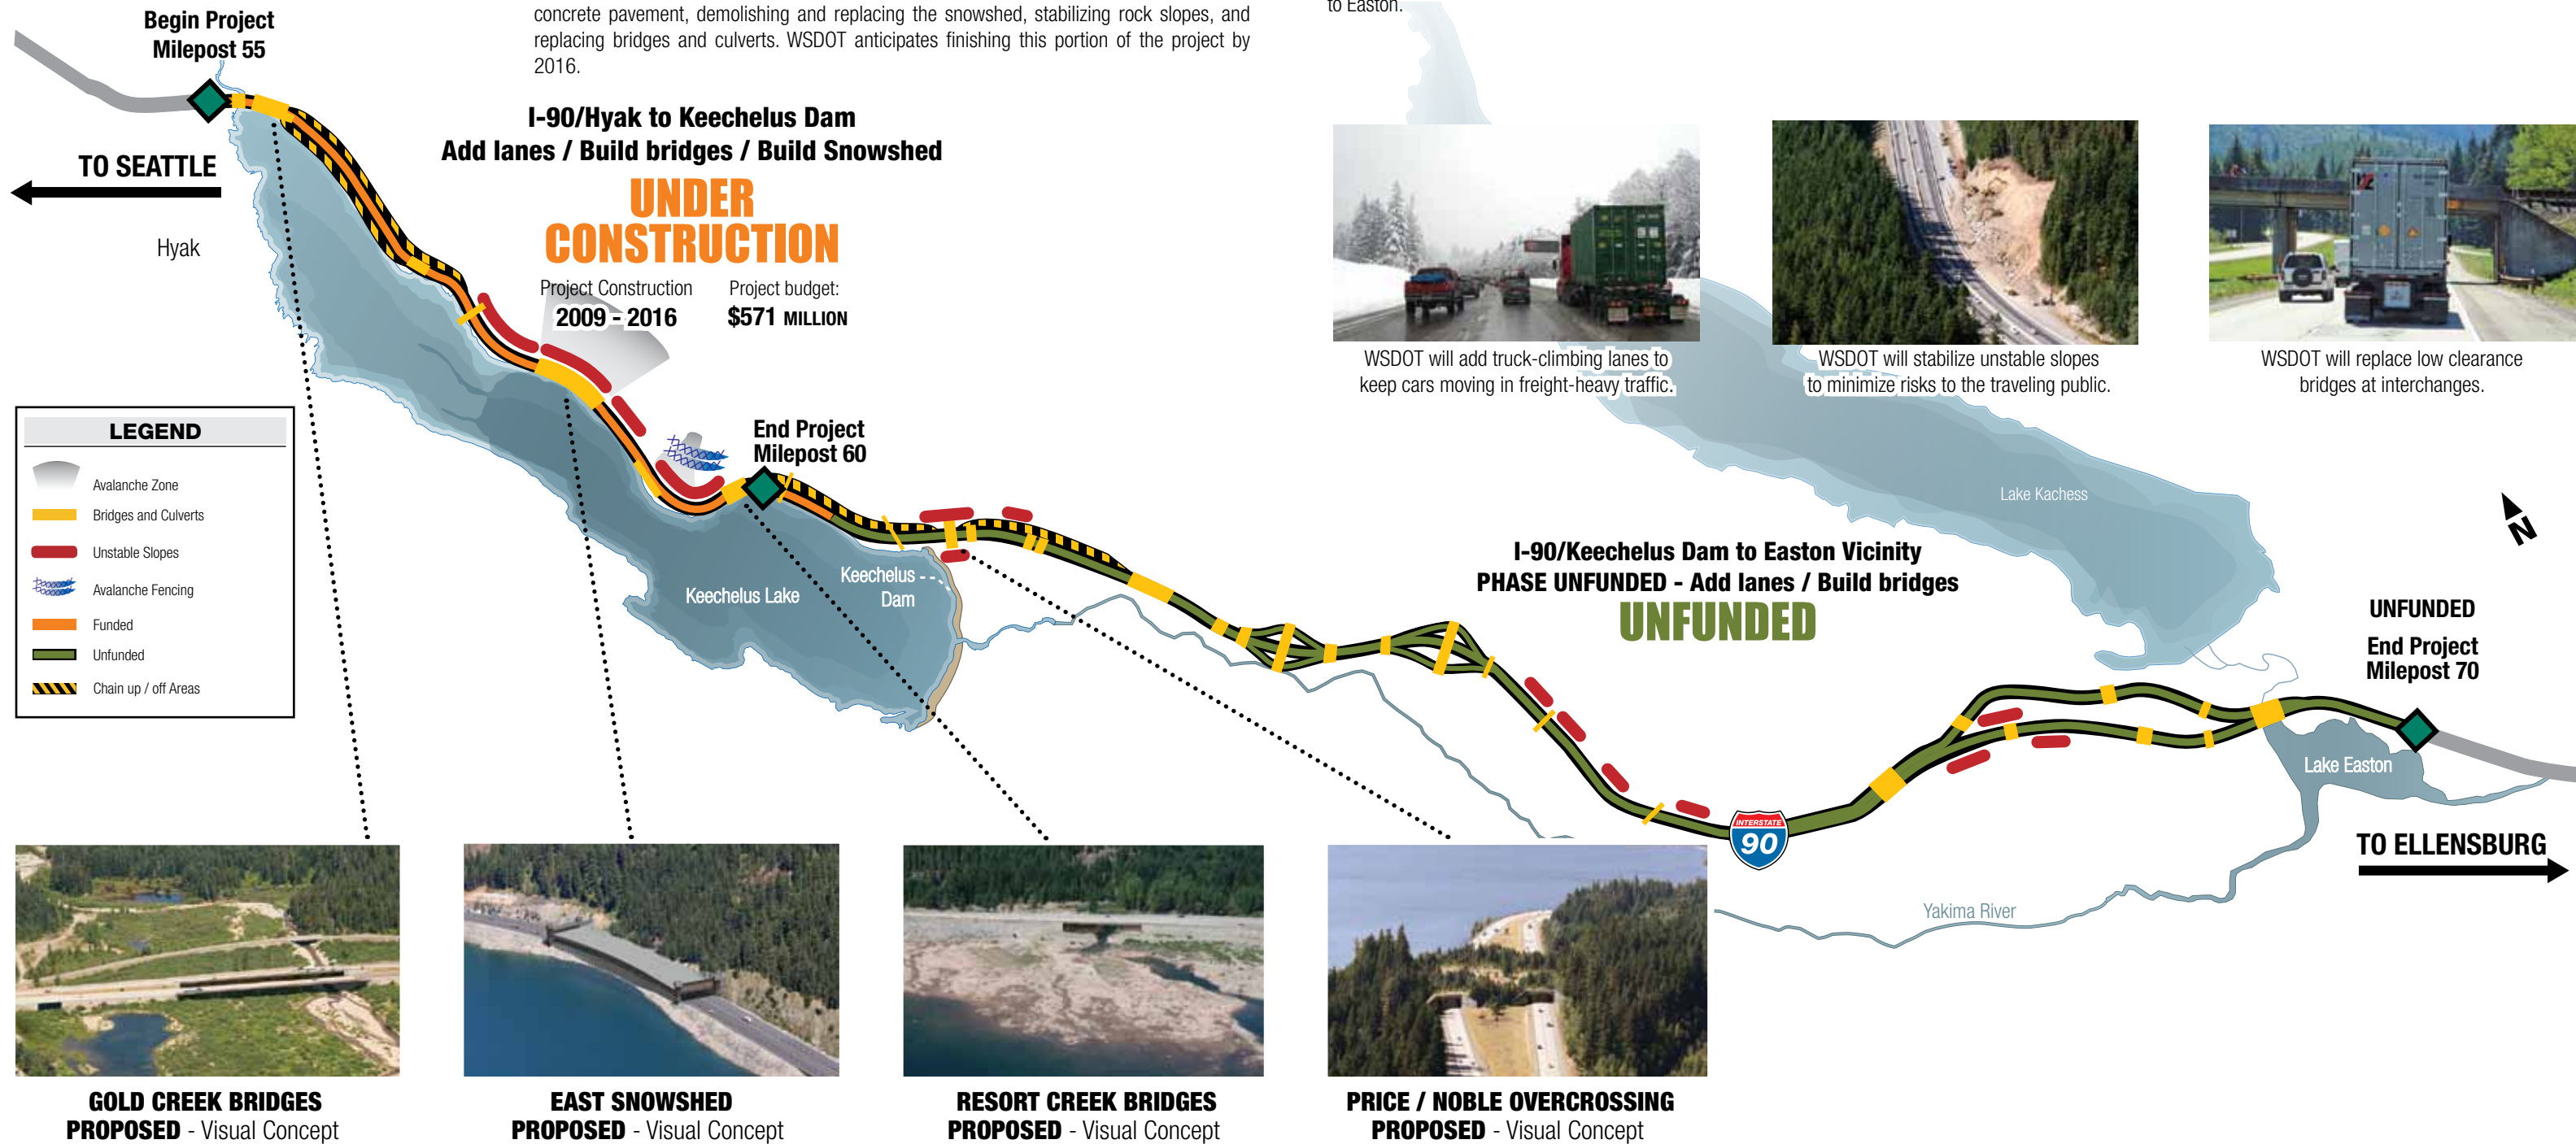 concrete pavement, demolishing and replacing the snowshed, stabilizing rock slopes, and
replacing bridges and culverts. WSDOT anticipates finishing this portion of the project by
2016.
to Easton.
Begin Project
Milepost 55
TO SEATTLE
Hyak
I-90/Hyak to Keechelus Dam
Add lanes / Build bridges / Build Snowshed
UNDER
CONSTRUCTION
Project Construction
2009 - 2016
Project budget:
$571 MILLION
WSDOT will add truck-climbing lanes to
keep cars moving in freight-heavy traffic.
WSDOT will stabilize unstable slopes
to minimize risks to the traveling public.
WSDOT will replace low clearance
bridges at interchanges.
LEGEND
Avalanche Zone
Bridges and Culverts
Unstable Slopes
Avalanche Fencing
Funded
Unfunded
Chain up / off Areas
End Project
Milepost 60
Keechelus Lake
Keechelus
Dam
Lake Kachess
N
I-90/Keechelus Dam to Easton Vicinity
PHASE UNFUNDED - Add lanes / Build bridges
UNFUNDED
UNFUNDED
End Project
Milepost 70
Lake Easton
INTERSTATE
90
TO ELLENSBURG
Yakima River
GOLD CREEK BRIDGES
PROPOSED - Visual Concept
EAST SNOWSHED
PROPOSED - Visual Concept
RESORT CREEK BRIDGES
PROPOSED - Visual Concept
PRICE / NOBLE OVERCROSSING
PROPOSED - Visual Concept